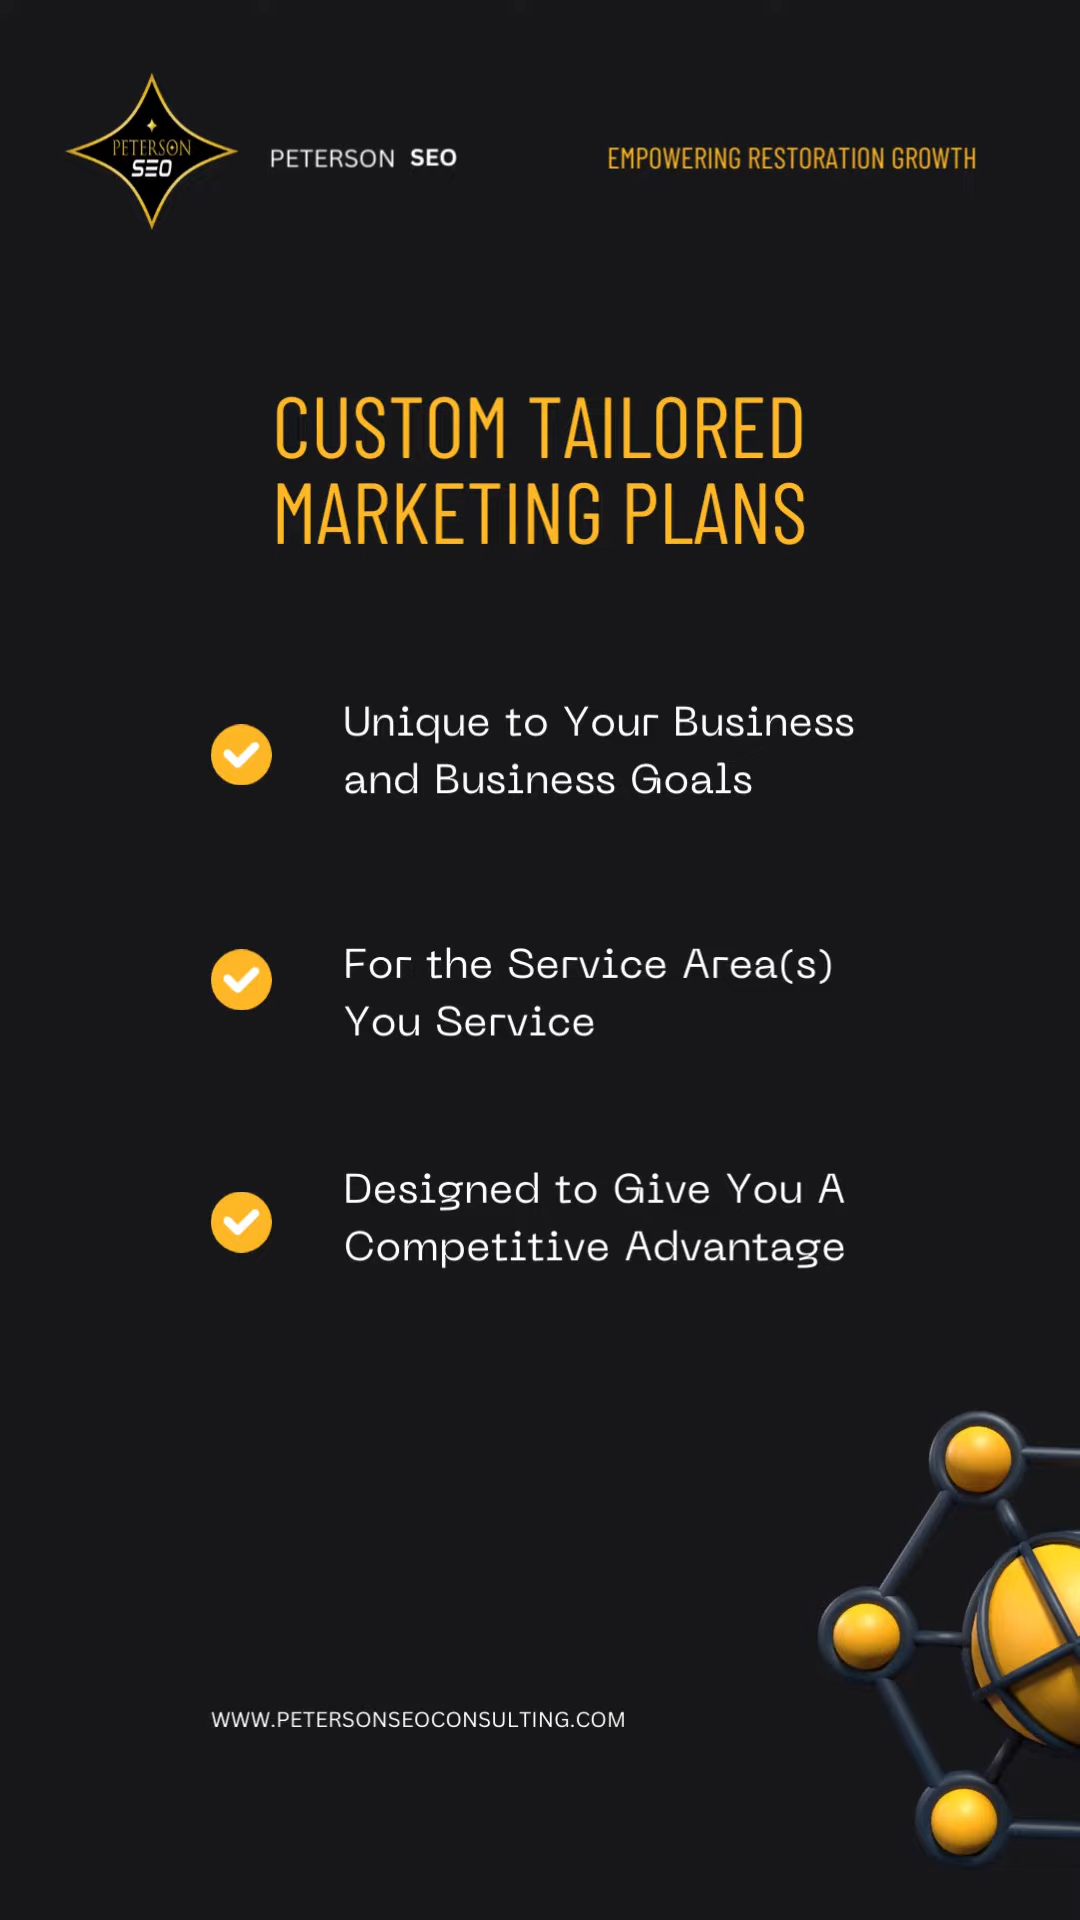 PETERSON
SEO
PETERSON SEO
EMPOWERING RESTORATION GROWTH
CUSTOM TAILORED
MARKETING PLANS
Unique to Your Business
and Business Goals
For the Service Area(s)
You Service
Designed to Give You A
Competitive Advantage
WWW.PETERSONSEOCONSULTING.COM